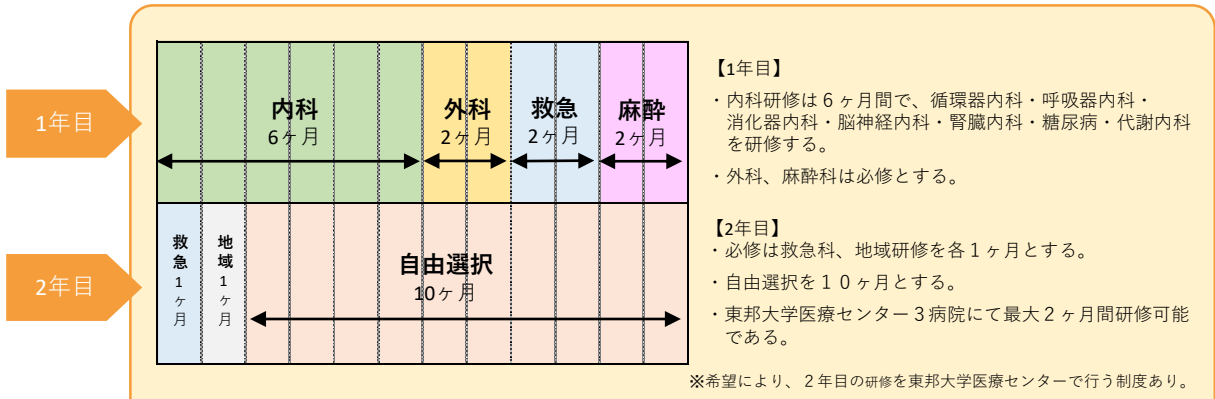 1年目
内科
6ヶ月
外科
2ヶ月
救急
2ヶ月
麻酔
2ヶ月
【1年目】
・内科研修は６ヶ月間で、循環器内科・呼吸器内科・
消化器内科・脳神経内科・腎臓内科・糖尿病・代謝内科
を研修する。
・外科、麻酔科は必修とする。
2年目
救急1ヶ月
地域1ヶ月
自由選択
10ヶ月
【2年目】
・必修は救急科、地域研修を各１ヶ月とする。
・自由選択を１０ヶ月とする。
・東邦大学医療センター３病院にて最大２ヶ月間研修可能
である。
※希望により、２年目の研修を東邦大学医療センターで行う制度あり。